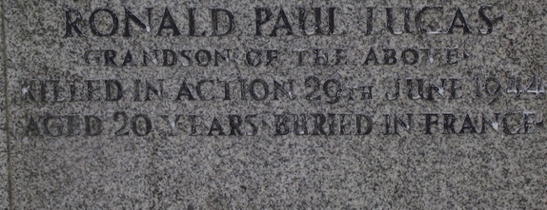 RONALD PAUL LUCAS
GRANDSON OF THE ABOVE
KILLED IN ACTION 29TH JUNE 1944
AGED 20 YEARS BURIED IN FRANCE